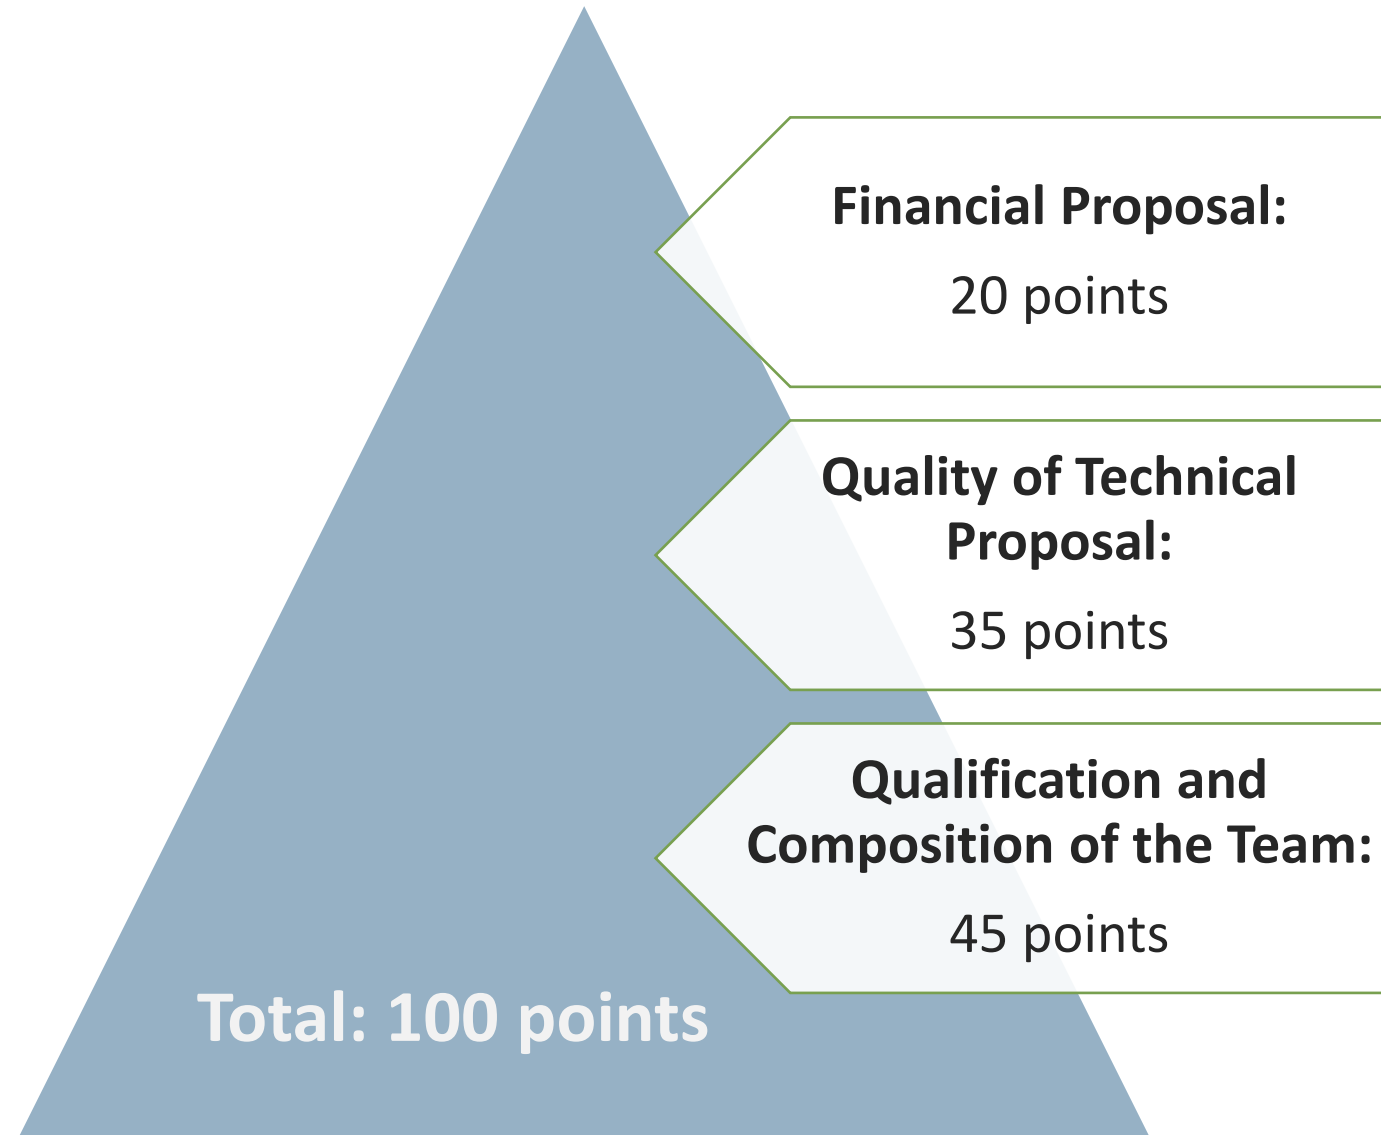 Financial Proposal:
20 points
Quality of Technical
Proposal:
35 points
Qualification and
Composition of the Team:
45 points
Total: 100 points